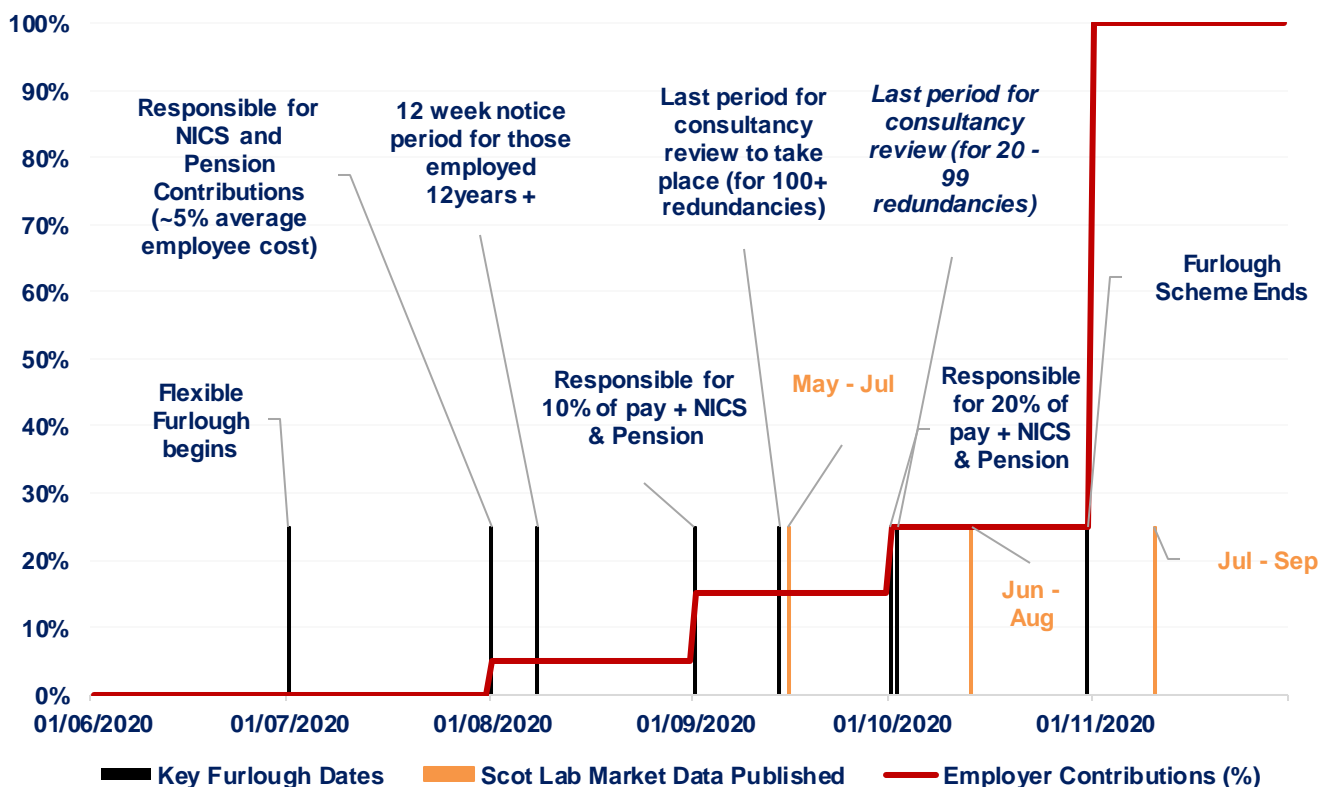 100%
90%
80%
70%
60%
50%
40%
30%
20%
10%
0%
Responsible for
NICS and
Pension
Contributions
(~5% average
employee cost)
12 week notice
period for those
employed
12years +
Last period for
consultancy
review to take
place (for 100+
redundancies)
Last period for
consultancy
review (for 20 -
99
redundancies)
Furlough
Scheme Ends
Flexible
Furlough
begins
Responsible for
10% of pay + NICS
& Pension
May - Jul
Responsible
for 20% of
pay + NICS
& Pension
Jun -
Aug
Jul - Sep
01/06/2020
01/07/2020
01/08/2020
01/09/2020
01/10/2020
01/11/2020
Key Furlough Dates
Scot Lab Market Data Published
Employer Contributions (%)